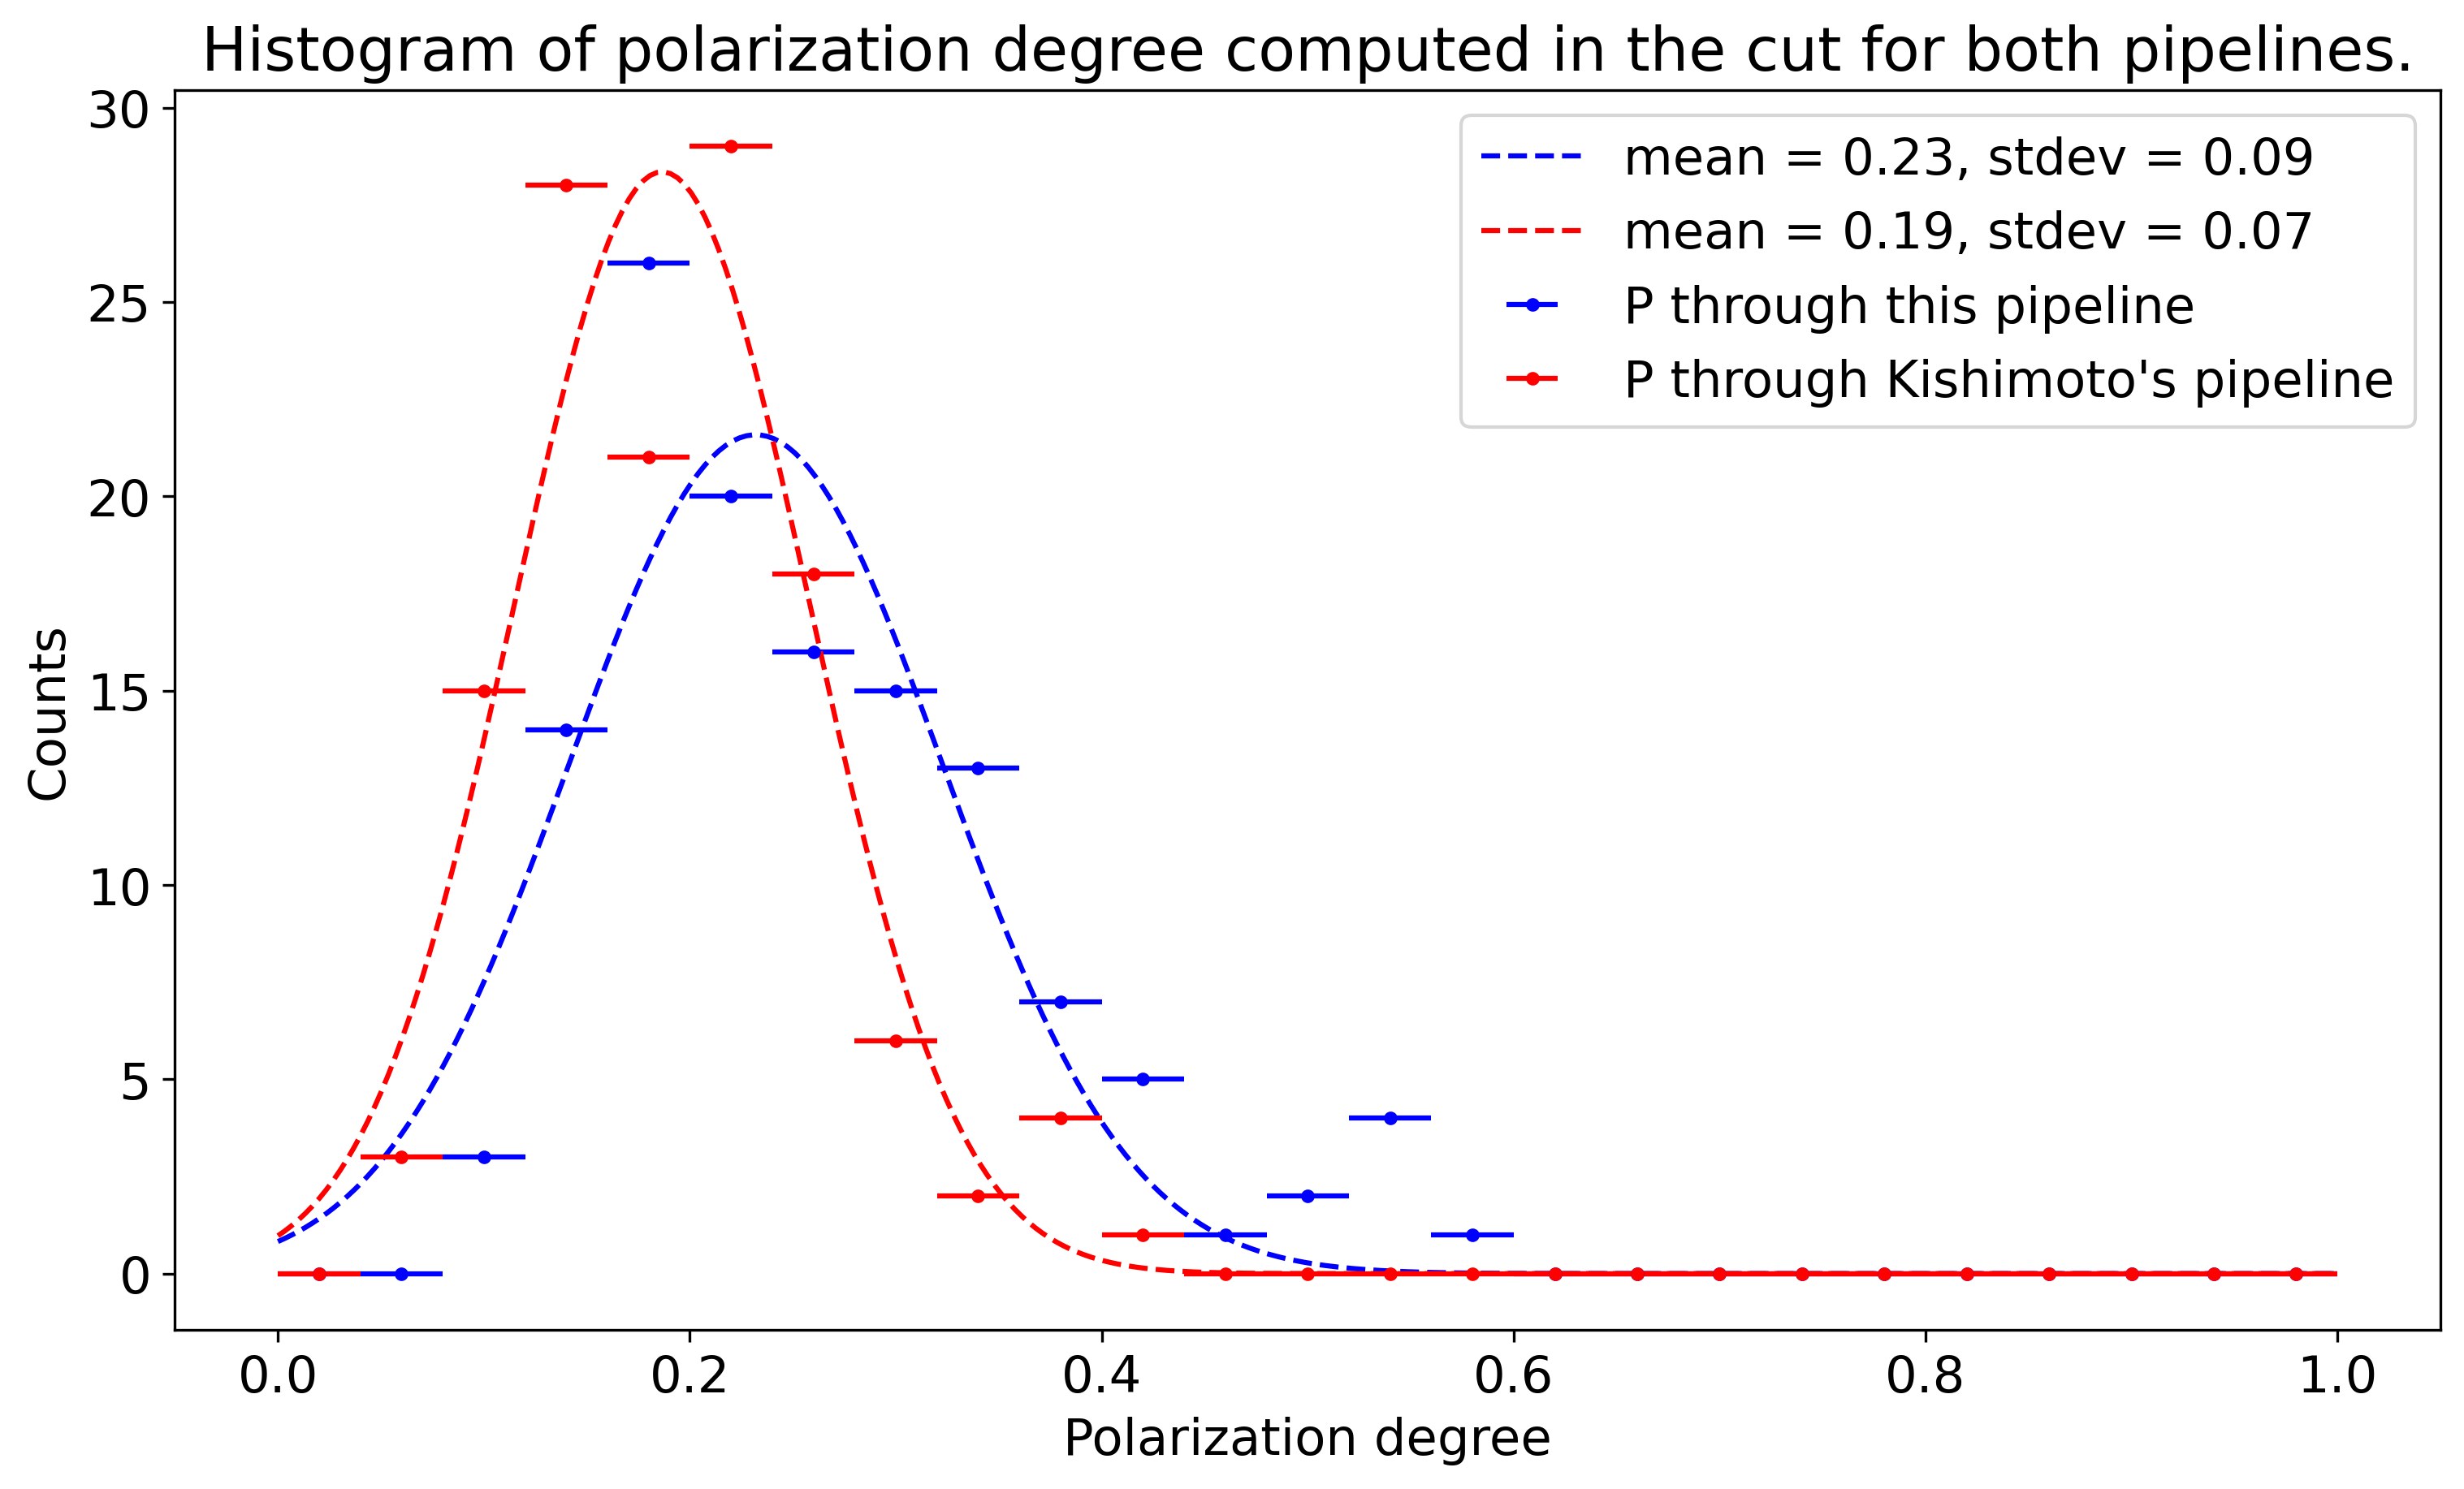 Histogram of polarization degree computed in the cut for both pipelines.
30
25
20
15
10
5
0
Counts
mean = 0.23, stdev = 0.09
mean = 0.19, stdev = 0.07
P through this pipeline
P through Kishimoto's pipeline
0.0 0.2 0.4 0.6 0.8 1.0
Polarization degree